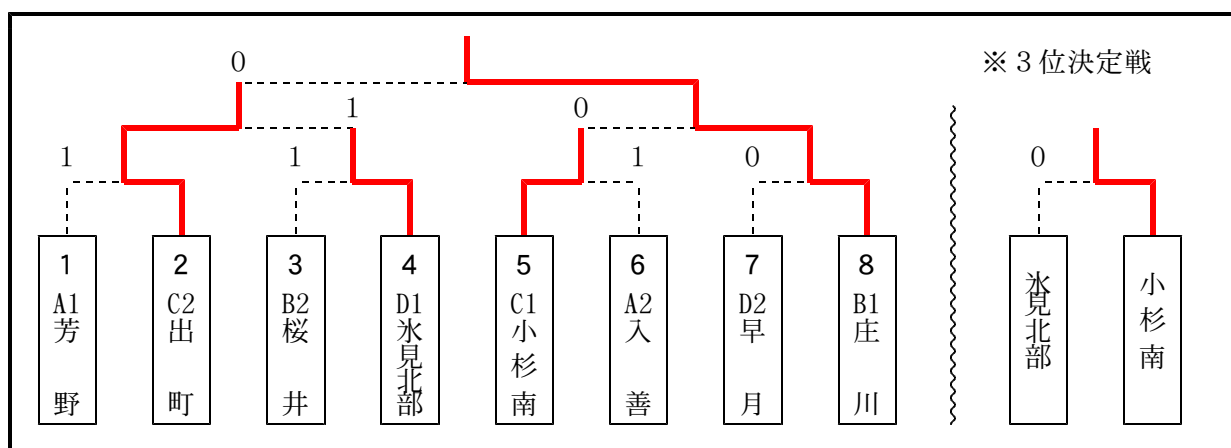 ※３位決定戦
0
1
0
1
1
1
0
0
1
A1
芳野
2
C2
出町
3
B2
桜井
4
D1
氷見北部
5
C1
小杉南
6
A2
入善
7
D2
早月
8
B1
庄川
氷見北部
小杉南